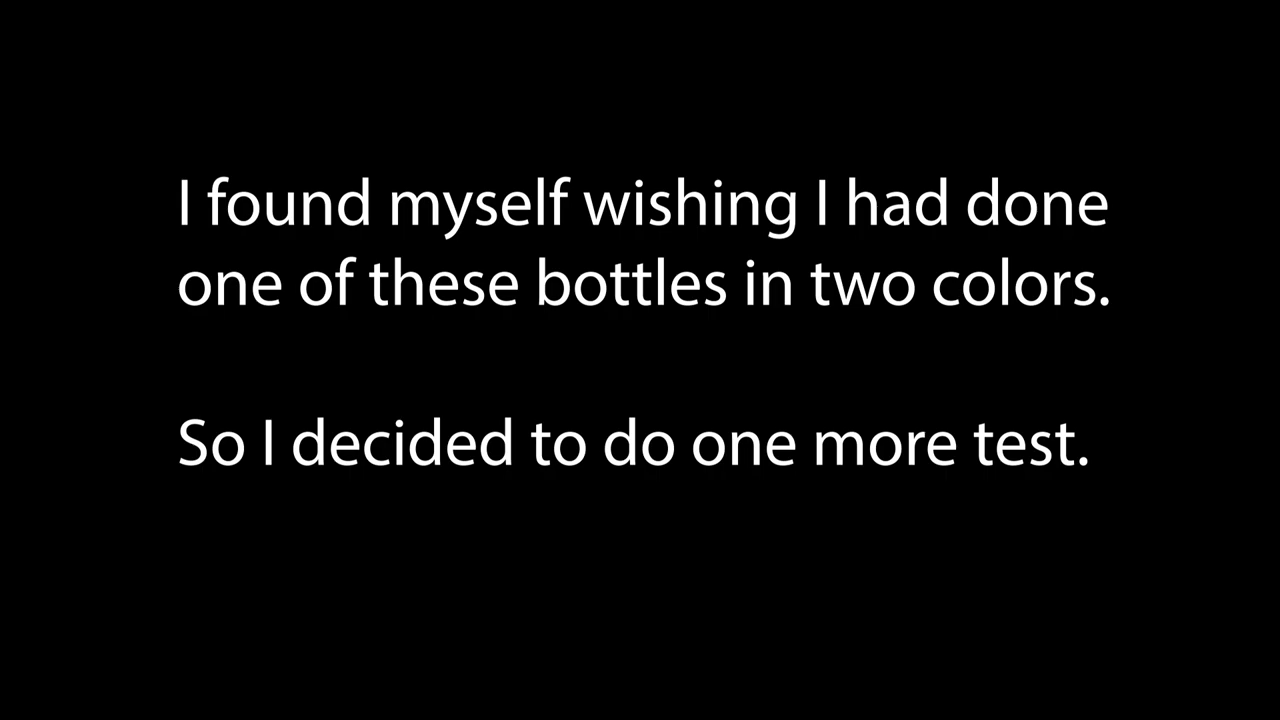 I found myself wishing I had done
one of these bottles in two colors.
So I decided to do one more test.